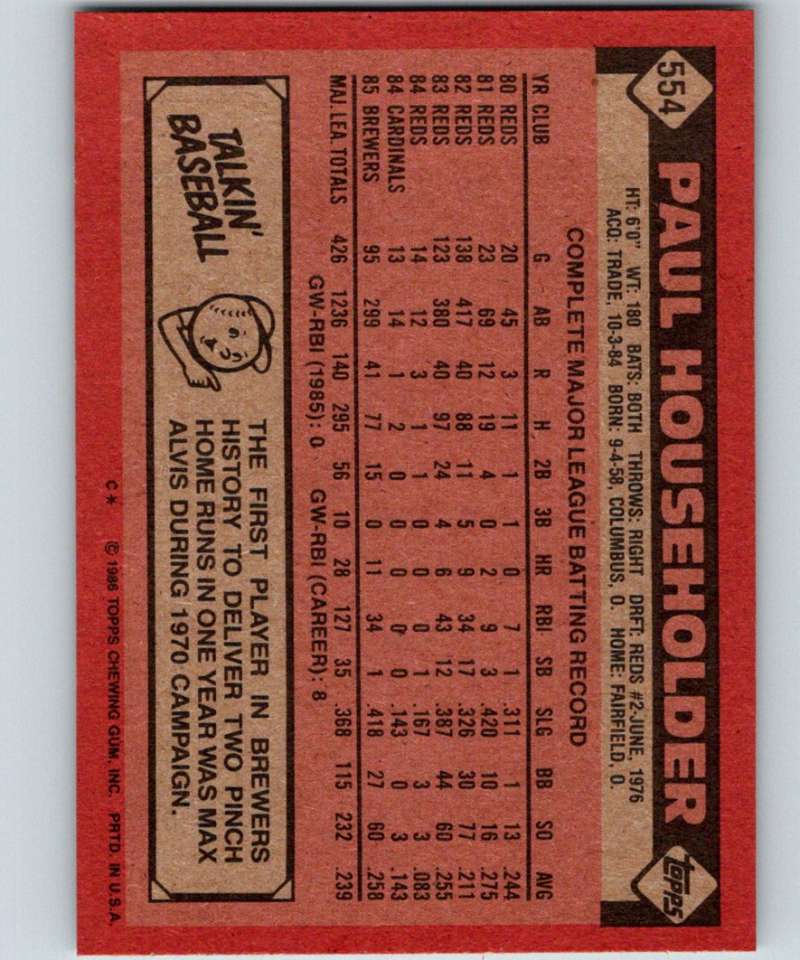 554
PAUL HOUSEHOLDER
topps
HT: 6'0" WT: 180 BATS: BOTH THROWS: RIGHT DRFT: REDS #2-JUNE, 1976
ACQ: TRADE, 10-3-84 BORN: 9-4-58, COLUMBUS, O. HOME: FAIRFIELD, O.
COMPLETE MAJOR LEAGUE BATTING RECORD
YR CLUB G AB R H 2B 3B HR RBI SB SLG BB SO AVG
80 REDS 20 45 3 11 1 1 0 7 1 .311 1 13 .244
81 REDS 23 69 12 19 4 0 2 9 3 .420 10 16 .275
82 REDS 138 417 40 88 11 5 9 34 17 .326 30 77 .211
83 REDS 123 380 40 97 24 4 6 43 12 .387 44 60 .255
84 REDS 14 12 3 1 1 0 0 0 1 .167 3 3 .083
84 CARDINALS 13 14 1 2 0 0 0 0 0 .143 0 3 .143
85 BREWERS 95 299 41 77 15 0 11 34 1 .418 27 60 .258
MAJ. LEA. TOTALS 426 1236 140 295 56 10 28 127 35 .368 115 232 .239
GW-RBI (1985): 0 GW-RBI (CAREER): 8
TALKIN'
BASEBALL
THE FIRST PLAYER IN BREWERS
HISTORY TO DELIVER TWO PINCH
HOME RUNS IN ONE YEAR WAS MAX
ALVIS DURING 1970 CAMPAIGN.
C* © 1986 TOPPS CHEWING GUM, INC. PRTD. IN U.S.A.